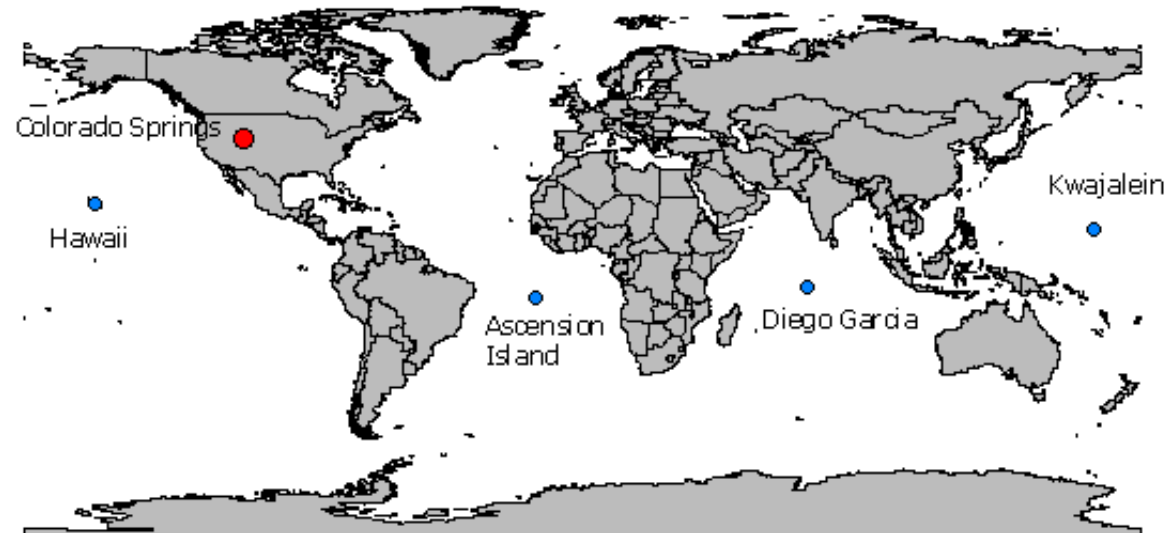 Colorado Springs
Kwajalein
Hawaii
Ascension
Island
Diego Garcia